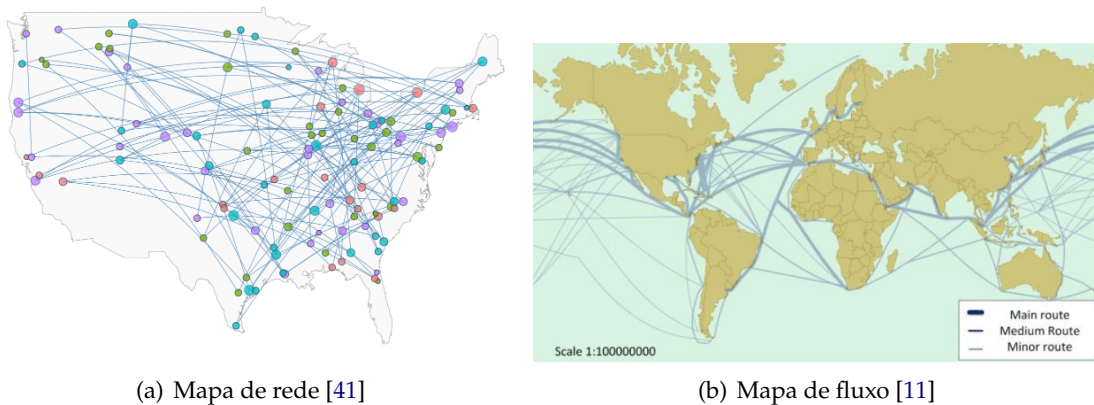 Main route
Medium Route
Minor route
Scale 1:100000000
(a) Mapa de rede [41]
(b) Mapa de fluxo [11]